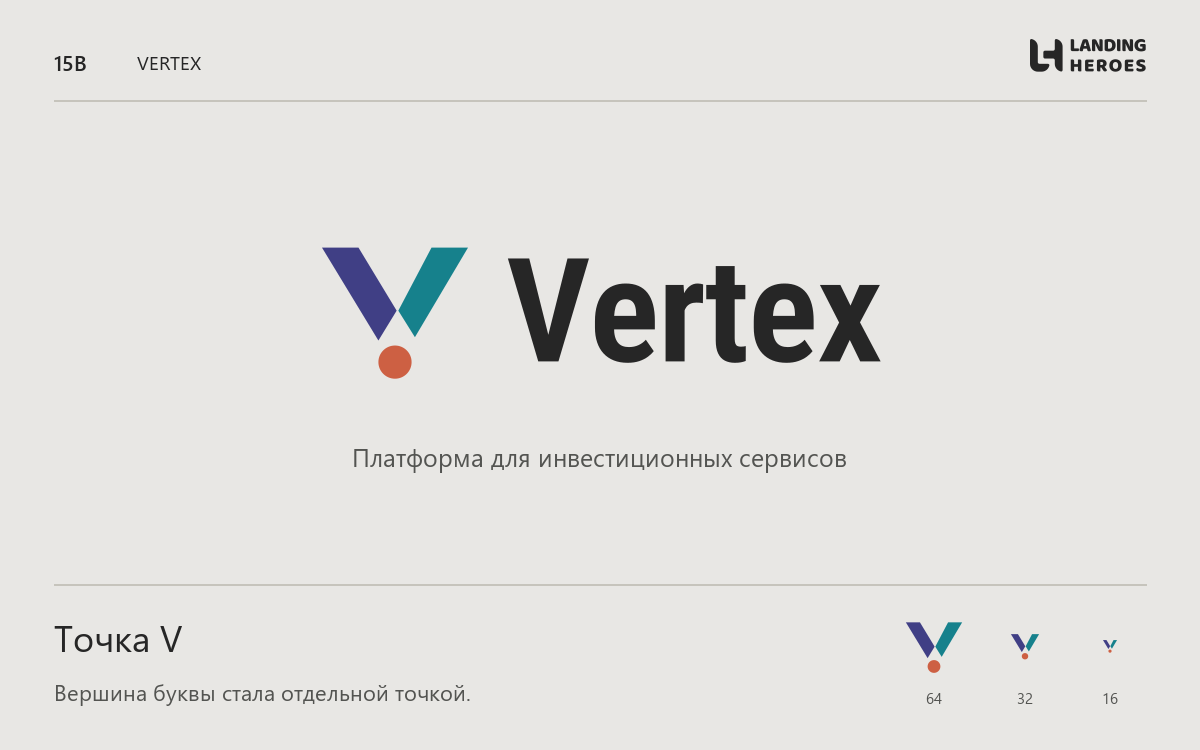 15B
VERTEX
LANDING
HEROES
Vertex
Платформа для инвестиционных сервисов
Точка V
Вершина буквы стала отдельной точкой.
64
32
16